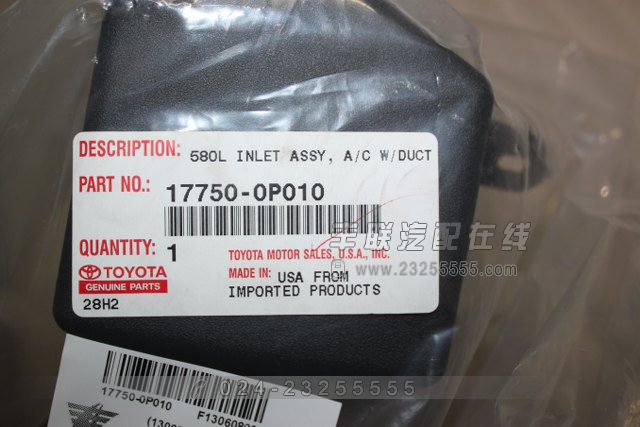 DESCRIPTION: 580L INLET ASSY, A/C W/DUCT
PART NO.: 17750-0P010
QUANTITY: 1
TOYOTA MOTOR SALES, U.S.A., INC.
TOYOTA
GENUINE PARTS
MADE IN: USA FROM
IMPORTED PRODUCTS
28H2
车联汽配在线
www.23255555.com
024-23255555
17750-0P010